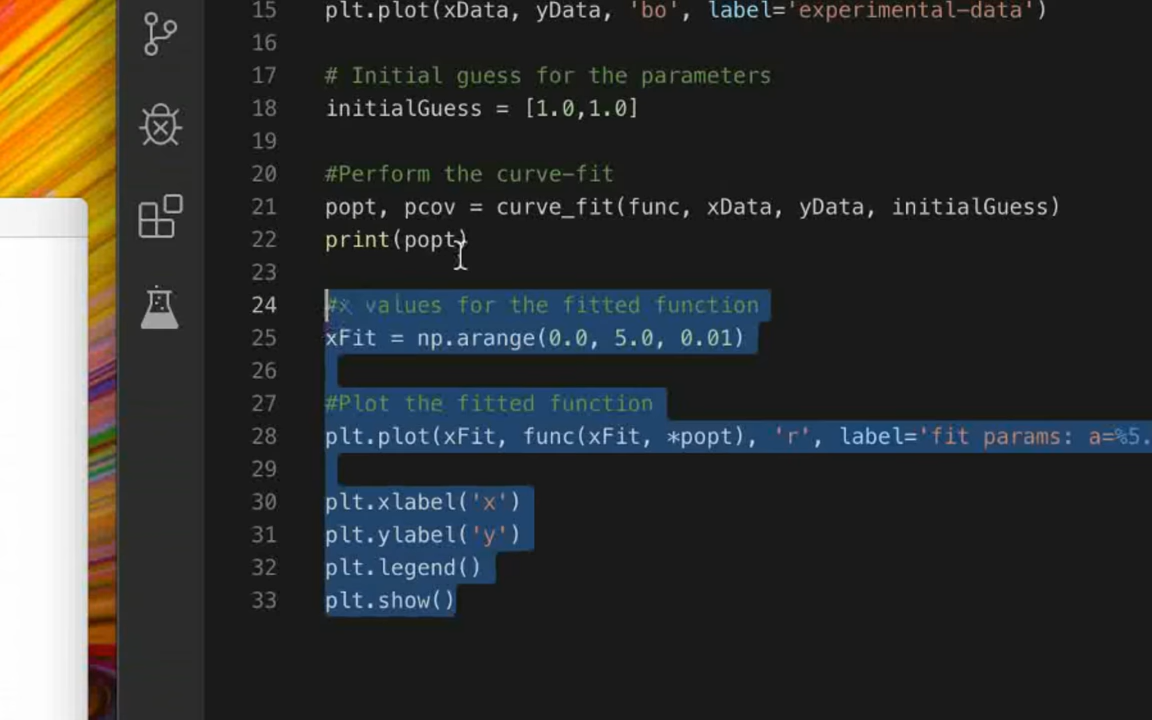 15 plt.plot(xData, yData, 'bo', label='experimental-data')
16
17 # Initial guess for the parameters
18 initialGuess = [1.0,1.0]
19
20 #Perform the curve-fit
21 popt, pcov = curve_fit(func, xData, yData, initialGuess)
22 print(popt)
23
24 #x values for the fitted function
25 xFit = np.arange(0.0, 5.0, 0.01)
26
27 #Plot the fitted function
28 plt.plot(xFit, func(xFit, *popt), 'r', label='fit params: a=%5.
29
30 plt.xlabel('x')
31 plt.ylabel('y')
32 plt.legend()
33 plt.show()